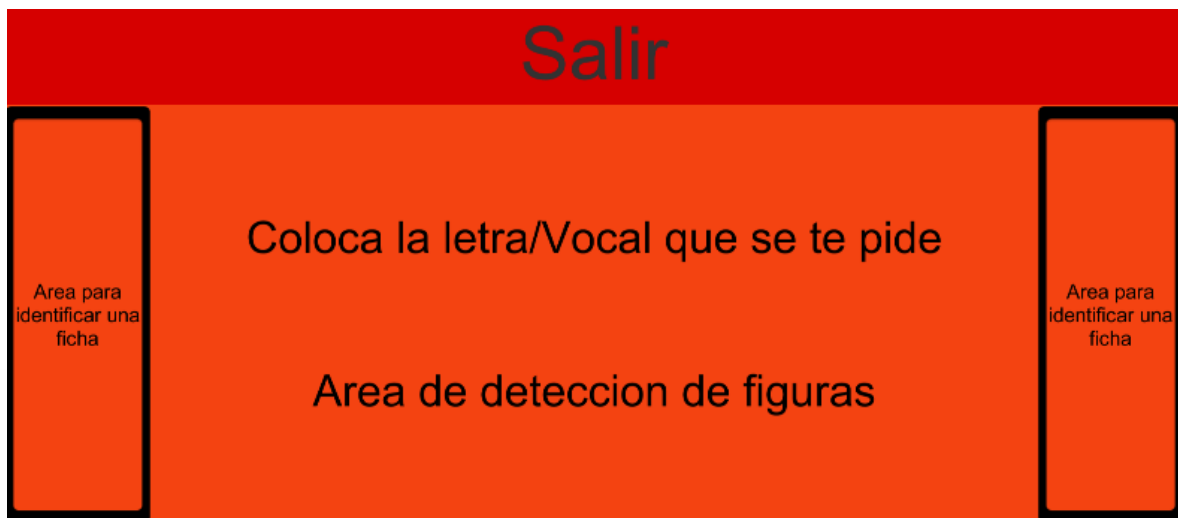 Salir
Coloca la letra/Vocal que se te pide
Area para
identificar una
ficha
Area para
identificar una
ficha
Area de deteccion de figuras